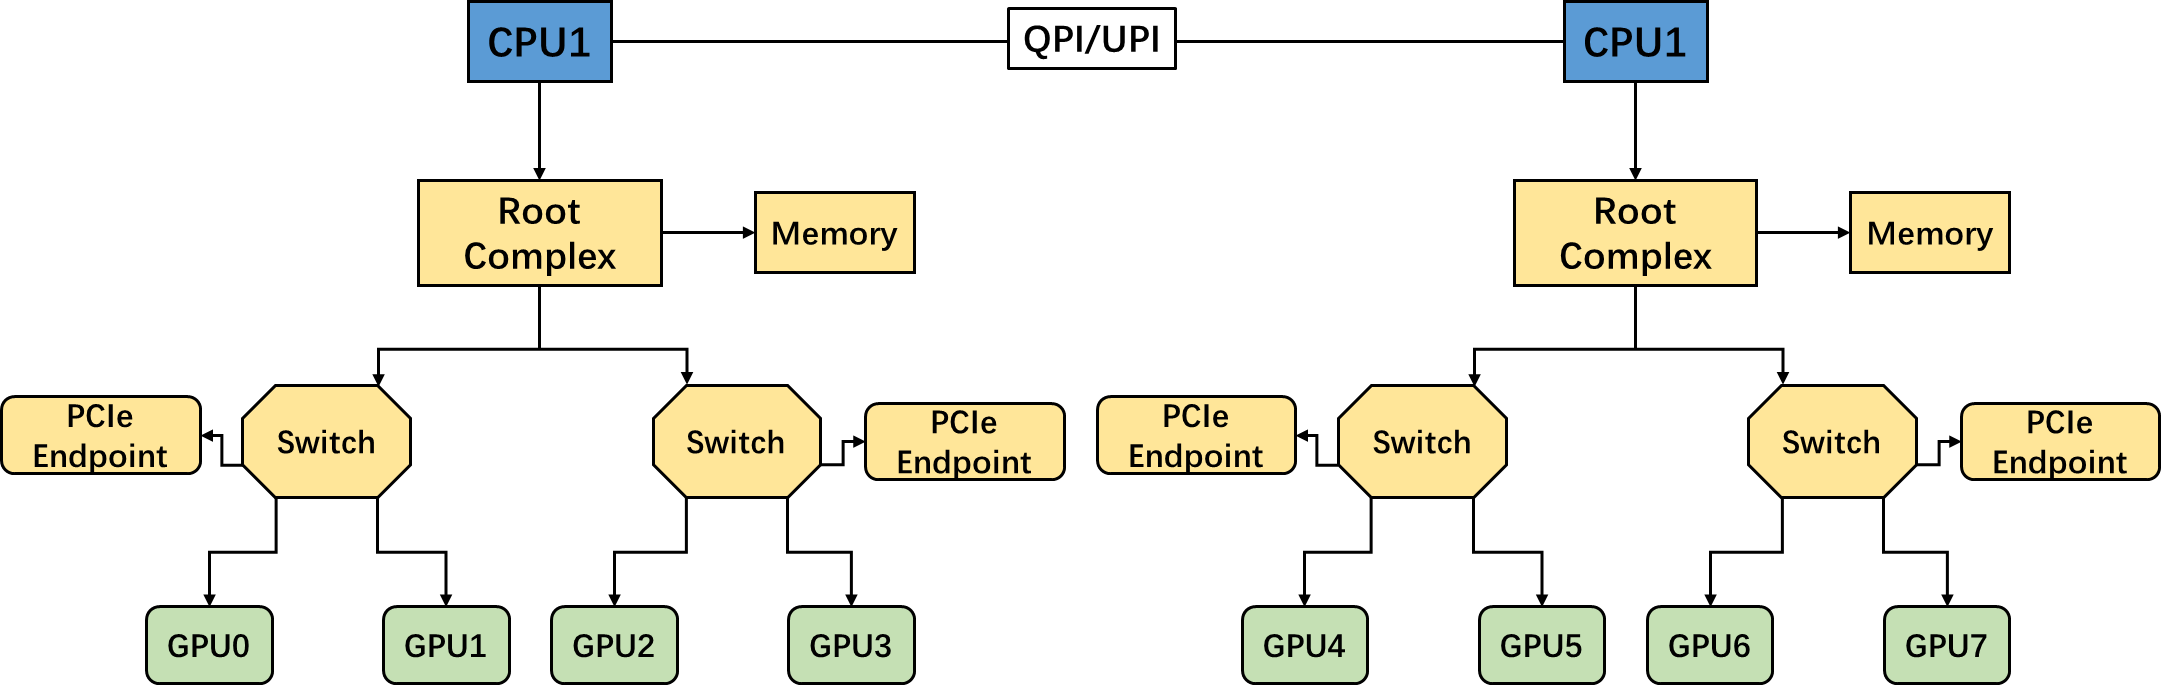 CPU1
QPI/UPI
CPU1
Root
Complex
Memory
Root
Complex
Memory
PCIe
Endpoint
Switch
Switch
PCIe
Endpoint
PCIe
Endpoint
Switch
Switch
PCIe
Endpoint
GPU0
GPU1
GPU2
GPU3
GPU4
GPU5
GPU6
GPU7